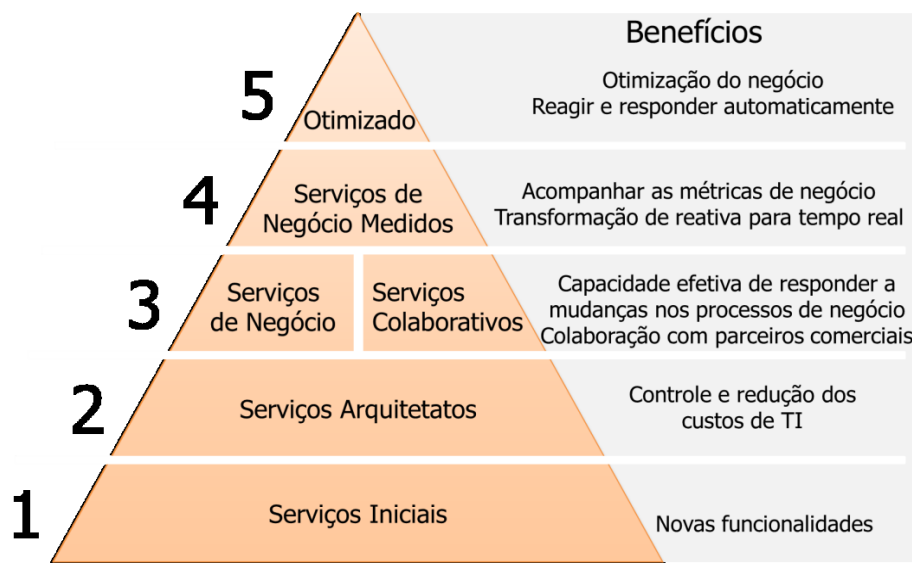 Benefícios
5
Otimizado
Otimização do negócio
Reagir e responder automaticamente
4
Serviços de
Negócio Medidos
Acompanhar as métricas de negócio
Transformação de reativa para tempo real
3
Serviços
de Negócio
Serviços
Colaborativos
Capacidade efetiva de responder a
mudanças nos processos de negócio
Colaboração com parceiros comerciais
2
Serviços Arquitetatos
Controle e redução dos
custos de TI
1
Serviços Iniciais
Novas funcionalidades